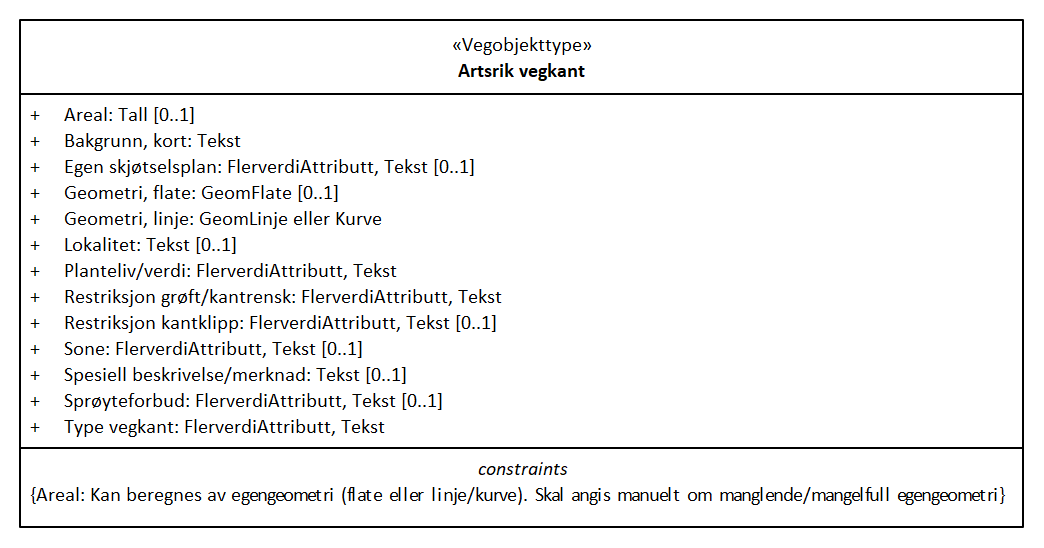 «Vegobjekttype»
Artsrik vegkant
+ Areal: Tall [0..1]
+ Bakgrunn, kort: Tekst
+ Egen skjøtselsplan: FlerverdiAttributt, Tekst [0..1]
+ Geometri, flate: GeomFlate [0..1]
+ Geometri, linje: GeomLinje eller Kurve
+ Lokalitet: Tekst [0..1]
+ Planteliv/verdi: FlerverdiAttributt, Tekst
+ Restriksjon grøft/kantrensk: FlerverdiAttributt, Tekst
+ Restriksjon kantklipp: FlerverdiAttributt, Tekst [0..1]
+ Sone: FlerverdiAttributt, Tekst [0..1]
+ Spesiell beskrivelse/merknad: Tekst [0..1]
+ Sprøyteforbud: FlerverdiAttributt, Tekst [0..1]
+ Type vegkant: FlerverdiAttributt, Tekst
constraints
{Areal: Kan beregnes av egengeometri (flate eller linje/kurve). Skal angis manuelt om manglende/mangelfull egengeometri}